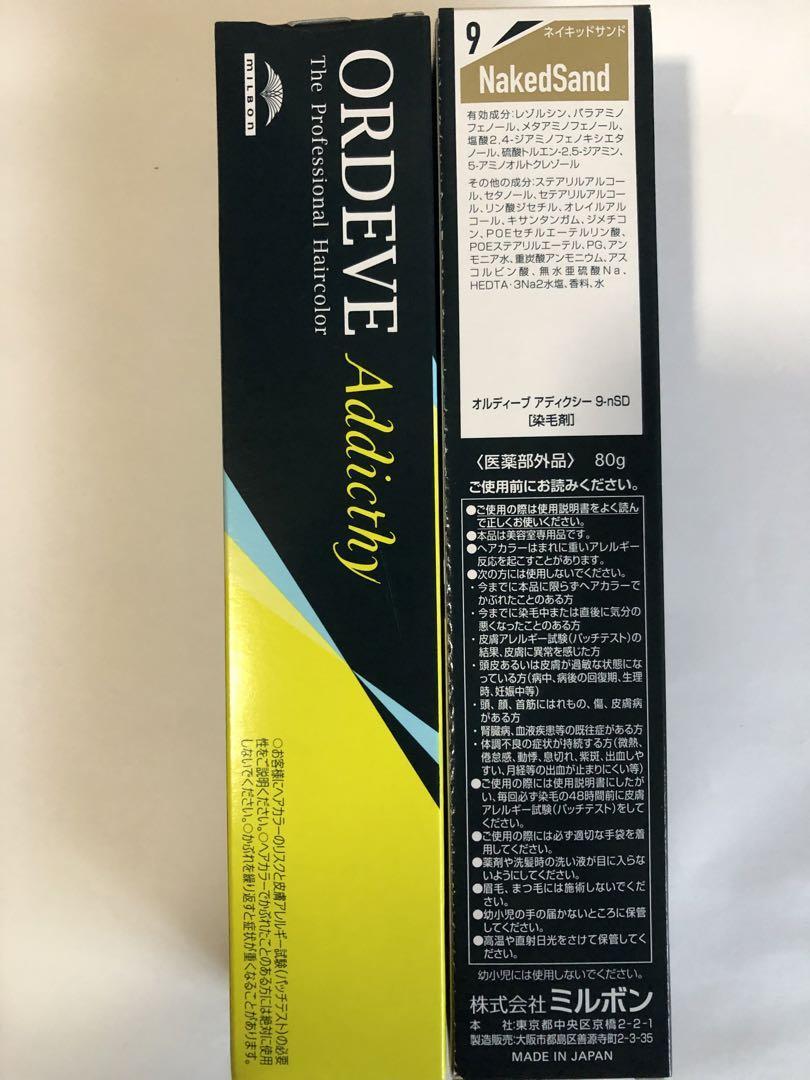 MILBON
ORDEVE Addicthy
The Professional Haircolor
○お客様にヘアカラーのリスクと皮膚アレルギー試験(パッチテスト)の必要
性をご説明ください。○ヘアカラーでかぶれたことのある方には絶対に使用
しないでください。○かぶれを繰り返すと症状が重くなることがあります。
9
ネイキッドサンド
NakedSand
有効成分:レゾルシン、パラアミノ
フェノール、メタアミノフェノール、
塩酸2,4-ジアミノフェノキシエタ
ノール、硫酸トルエン-2,5-ジアミン、
5-アミノオルトクレゾール
その他の成分:ステアリルアルコー
ル、セタノール、セテアリルアルコー
ル、リン酸ジセチル、オレイルアル
コール、キサンタンガム、ジメチコ
ン、POEセチルエーテルリン酸、
POEステアリルエーテル、PG、アン
モニア水、重炭酸アンモニウム、アス
コルビン酸、無水亜硫酸Na、
HEDTA・3Na2水塩、香料、水
オルディーブ アディクシー 9-nSD
[染毛剤]
〈医薬部外品〉 80g
ご使用前にお読みください。
●ご使用の際は使用説明書をよく読ん
で正しくお使いください。
●本品は美容室専用品です。
●ヘアカラーはまれに重いアレルギー
反応を起こすことがあります。
●次の方には使用しないでください。
・今までに本品に限らずヘアカラーで
かぶれたことのある方
・今までに染毛中または直後に気分の
悪くなったことのある方
・皮膚アレルギー試験(パッチテスト)の
結果、皮膚に異常を感じた方
・頭皮あるいは皮膚が過敏な状態にな
っている方(病中、病後の回復期、生理
時、妊娠中等)
・頭、顔、首筋にはれもの、傷、皮膚病
がある方
・腎臓病、血液疾患等の既往症がある方
・体調不良の症状が持続する方(微熱、
倦怠感、動悸、息切れ、紫斑、出血しや
すい、月経等の出血が止まりにくい等)
●ご使用の際には使用説明書にしたが
い、毎回必ず染毛の48時間前に皮膚
アレルギー試験(パッチテスト)をして
ください。
●ご使用の際には必ず適切な手袋を着
用してください。
●薬剤や洗髪時の洗い液が目に入らな
いようにしてください。
●眉毛、まつ毛には施術しないでくだ
さい。
●幼小児の手の届かないところに保管
してください。
●高温や直射日光をさけて保管してく
ださい。
幼小児には使用しないでください。
株式会社 ミルボン
本 社:東京都中央区京橋2-2-1
製造販売:大阪市都島区善源寺町2-3-35
MADE IN JAPAN